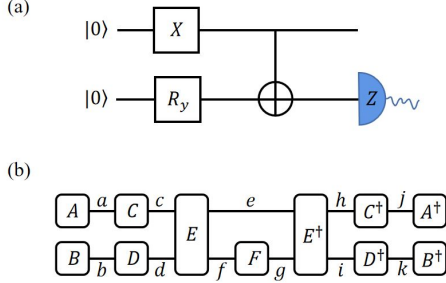 (a)
|0⟩ X
|0⟩ R_y Z
(b)
a c e h j
A C E E† C† A†
B D F D† B†
b d f g i k